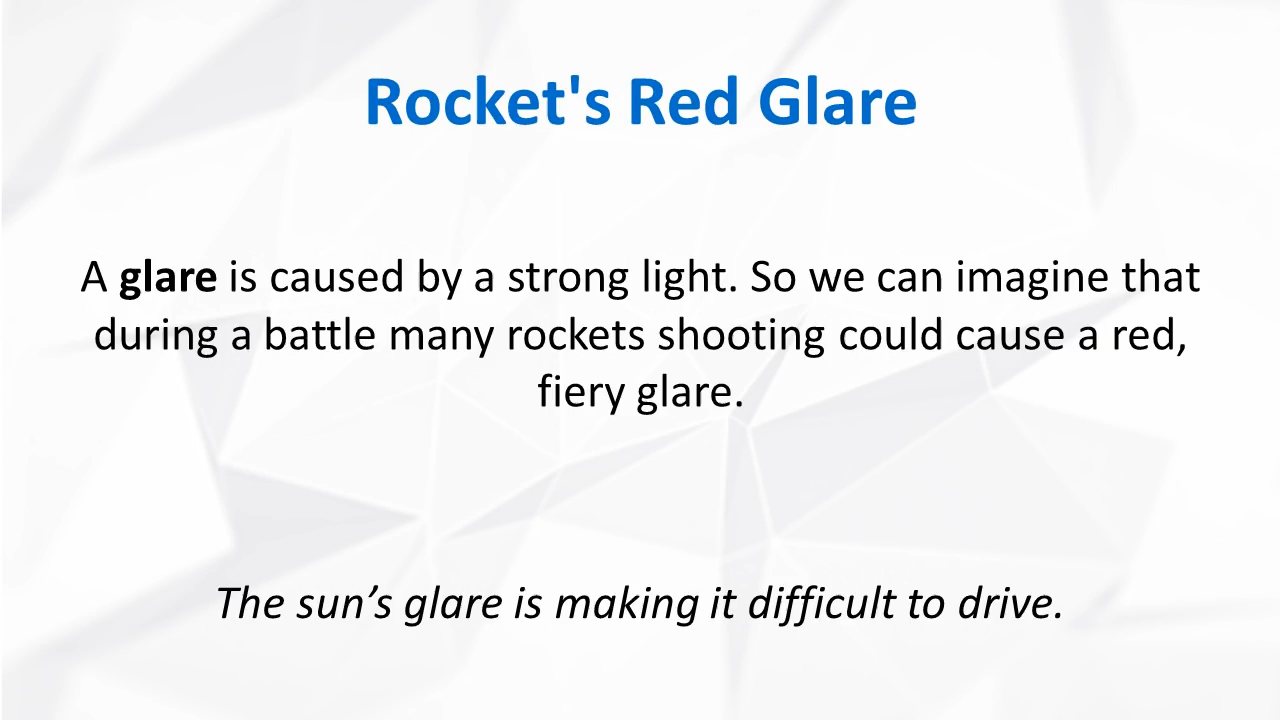 Rocket's Red Glare
A glare is caused by a strong light. So we can imagine that
during a battle many rockets shooting could cause a red,
fiery glare.
The sun’s glare is making it difficult to drive.